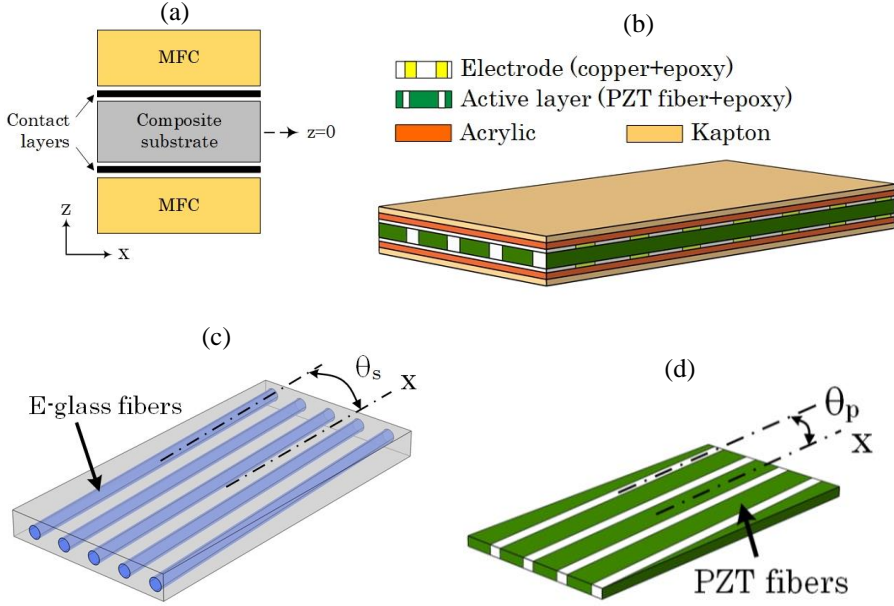 (a)
MFC
Contact
layers
Composite
substrate
z=0
MFC
Z
X
(b)
Electrode (copper+epoxy)
Active layer (PZT fiber+epoxy)
Acrylic
Kapton
(c)
E-glass fibers
θs
X
(d)
θp
X
PZT fibers